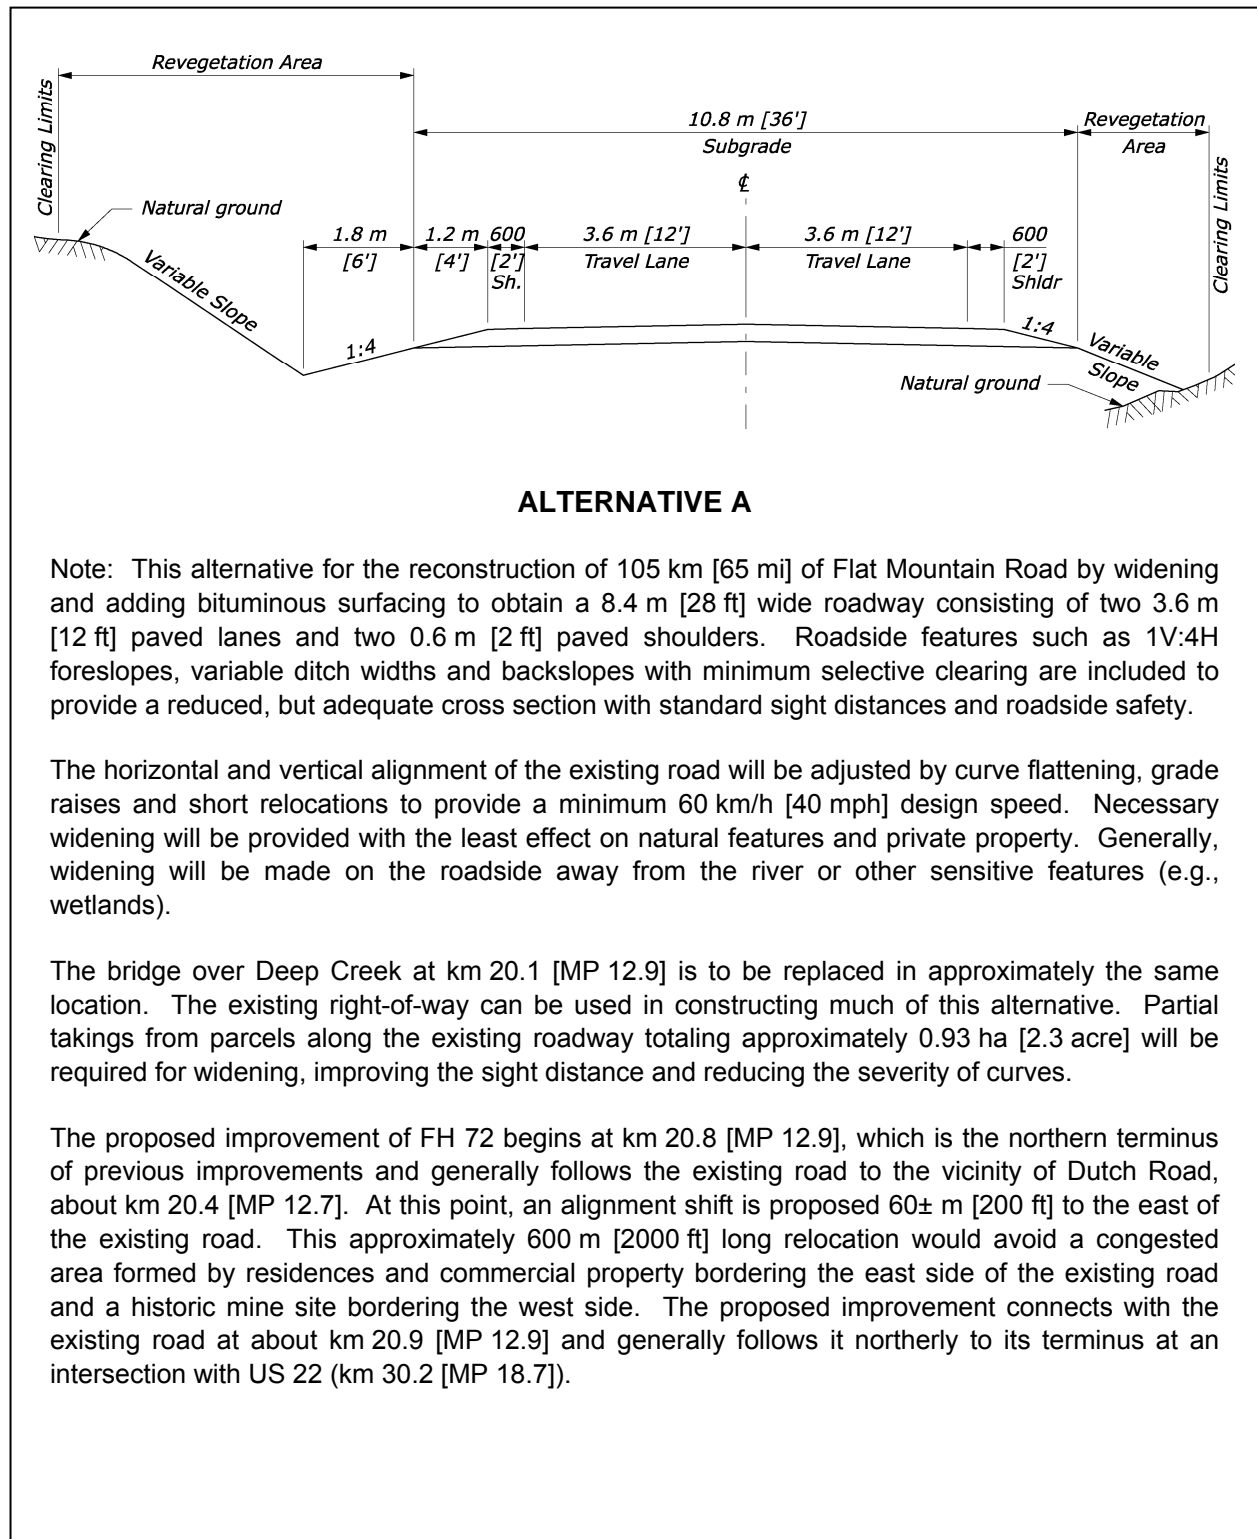 Revegetation Area
Clearing Limits
10.8 m [36']
Subgrade
Revegetation
Area
Clearing Limits
℄
Natural ground
1.8 m
[6']
1.2 m
[4']
600
[2']
Sh.
3.6 m [12']
Travel Lane
3.6 m [12']
Travel Lane
600
[2']
Shldr
Variable Slope
1:4
1:4
Variable
Slope
Natural ground
ALTERNATIVE A
Note: This alternative for the reconstruction of 105 km [65 mi] of Flat Mountain Road by widening
and adding bituminous surfacing to obtain a 8.4 m [28 ft] wide roadway consisting of two 3.6 m
[12 ft] paved lanes and two 0.6 m [2 ft] paved shoulders. Roadside features such as 1V:4H
foreslopes, variable ditch widths and backslopes with minimum selective clearing are included to
provide a reduced, but adequate cross section with standard sight distances and roadside safety.
The horizontal and vertical alignment of the existing road will be adjusted by curve flattening, grade
raises and short relocations to provide a minimum 60 km/h [40 mph] design speed. Necessary
widening will be provided with the least effect on natural features and private property. Generally,
widening will be made on the roadside away from the river or other sensitive features (e.g.,
wetlands).
The bridge over Deep Creek at km 20.1 [MP 12.9] is to be replaced in approximately the same
location. The existing right-of-way can be used in constructing much of this alternative. Partial
takings from parcels along the existing roadway totaling approximately 0.93 ha [2.3 acre] will be
required for widening, improving the sight distance and reducing the severity of curves.
The proposed improvement of FH 72 begins at km 20.8 [MP 12.9], which is the northern terminus
of previous improvements and generally follows the existing road to the vicinity of Dutch Road,
about km 20.4 [MP 12.7]. At this point, an alignment shift is proposed 60± m [200 ft] to the east of
the existing road. This approximately 600 m [2000 ft] long relocation would avoid a congested
area formed by residences and commercial property bordering the east side of the existing road
and a historic mine site bordering the west side. The proposed improvement connects with the
existing road at about km 20.9 [MP 12.9] and generally follows it northerly to its terminus at an
intersection with US 22 (km 30.2 [MP 18.7]).